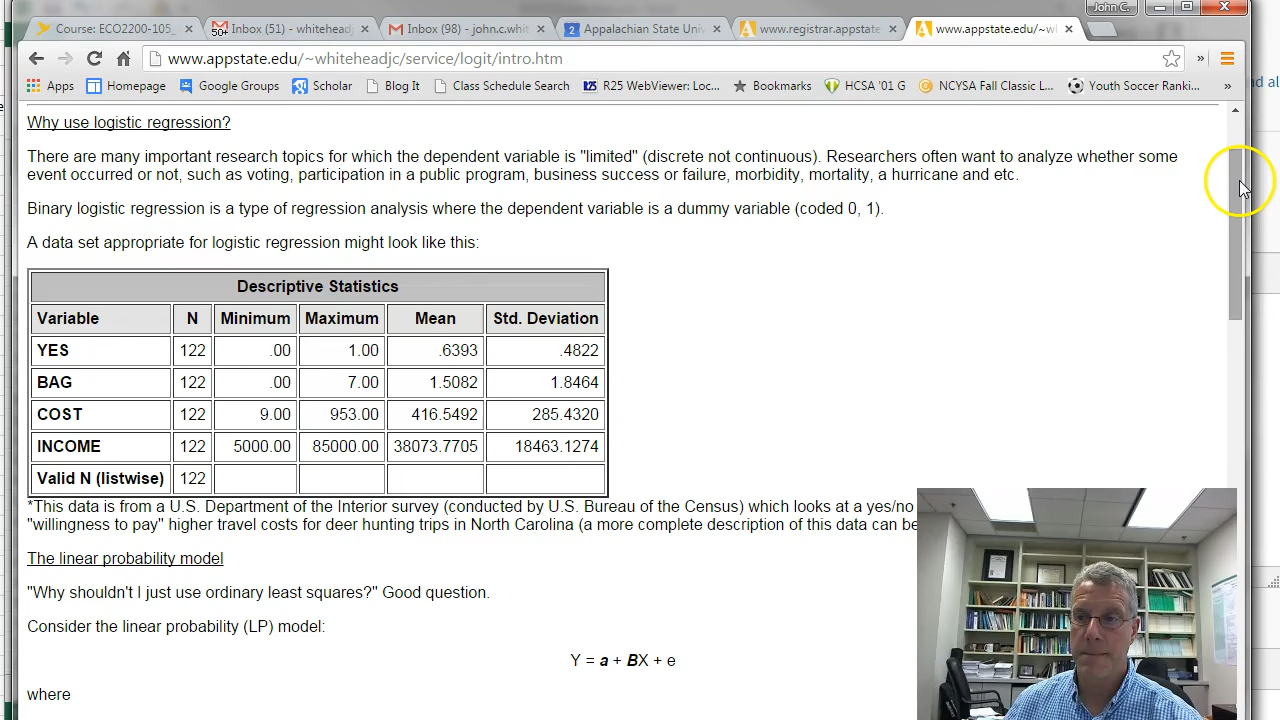 John C.
Course: ECO2200-105_ Inbox (51) - whiteheadj Inbox (98) - john.c.whit Appalachian State Univ www.registrar.appstate www.appstate.edu/~wh
www.appstate.edu/~whiteheadjc/service/logit/intro.htm »
Apps Homepage Google Groups Scholar Blog It Class Schedule Search R25 WebViewer: Loc... Bookmarks HCSA '01 G NCYSA Fall Classic L... Youth Soccer Ranki... »
Why use logistic regression?
There are many important research topics for which the dependent variable is "limited" (discrete not continuous). Researchers often want to analyze whether some
event occurred or not, such as voting, participation in a public program, business success or failure, morbidity, mortality, a hurricane and etc.
Binary logistic regression is a type of regression analysis where the dependent variable is a dummy variable (coded 0, 1).
A data set appropriate for logistic regression might look like this:
Descriptive Statistics
Variable N Minimum Maximum Mean Std. Deviation
YES 122 .00 1.00 .6393 .4822
BAG 122 .00 7.00 1.5082 1.8464
COST 122 9.00 953.00 416.5492 285.4320
INCOME 122 5000.00 85000.00 38073.7705 18463.1274
Valid N (listwise) 122
*This data is from a U.S. Department of the Interior survey (conducted by U.S. Bureau of the Census) which looks at a yes/no
"willingness to pay" higher travel costs for deer hunting trips in North Carolina (a more complete description of this data can be
The linear probability model
"Why shouldn't I just use ordinary least squares?" Good question.
Consider the linear probability (LP) model:
Y = a + BX + e
where